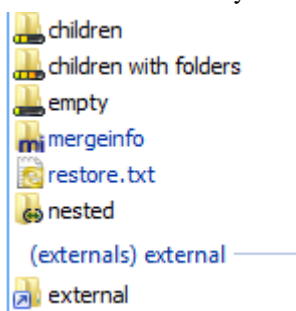 children
children with folders
empty
mergeinfo
restore.txt
nested
(externals) external
external